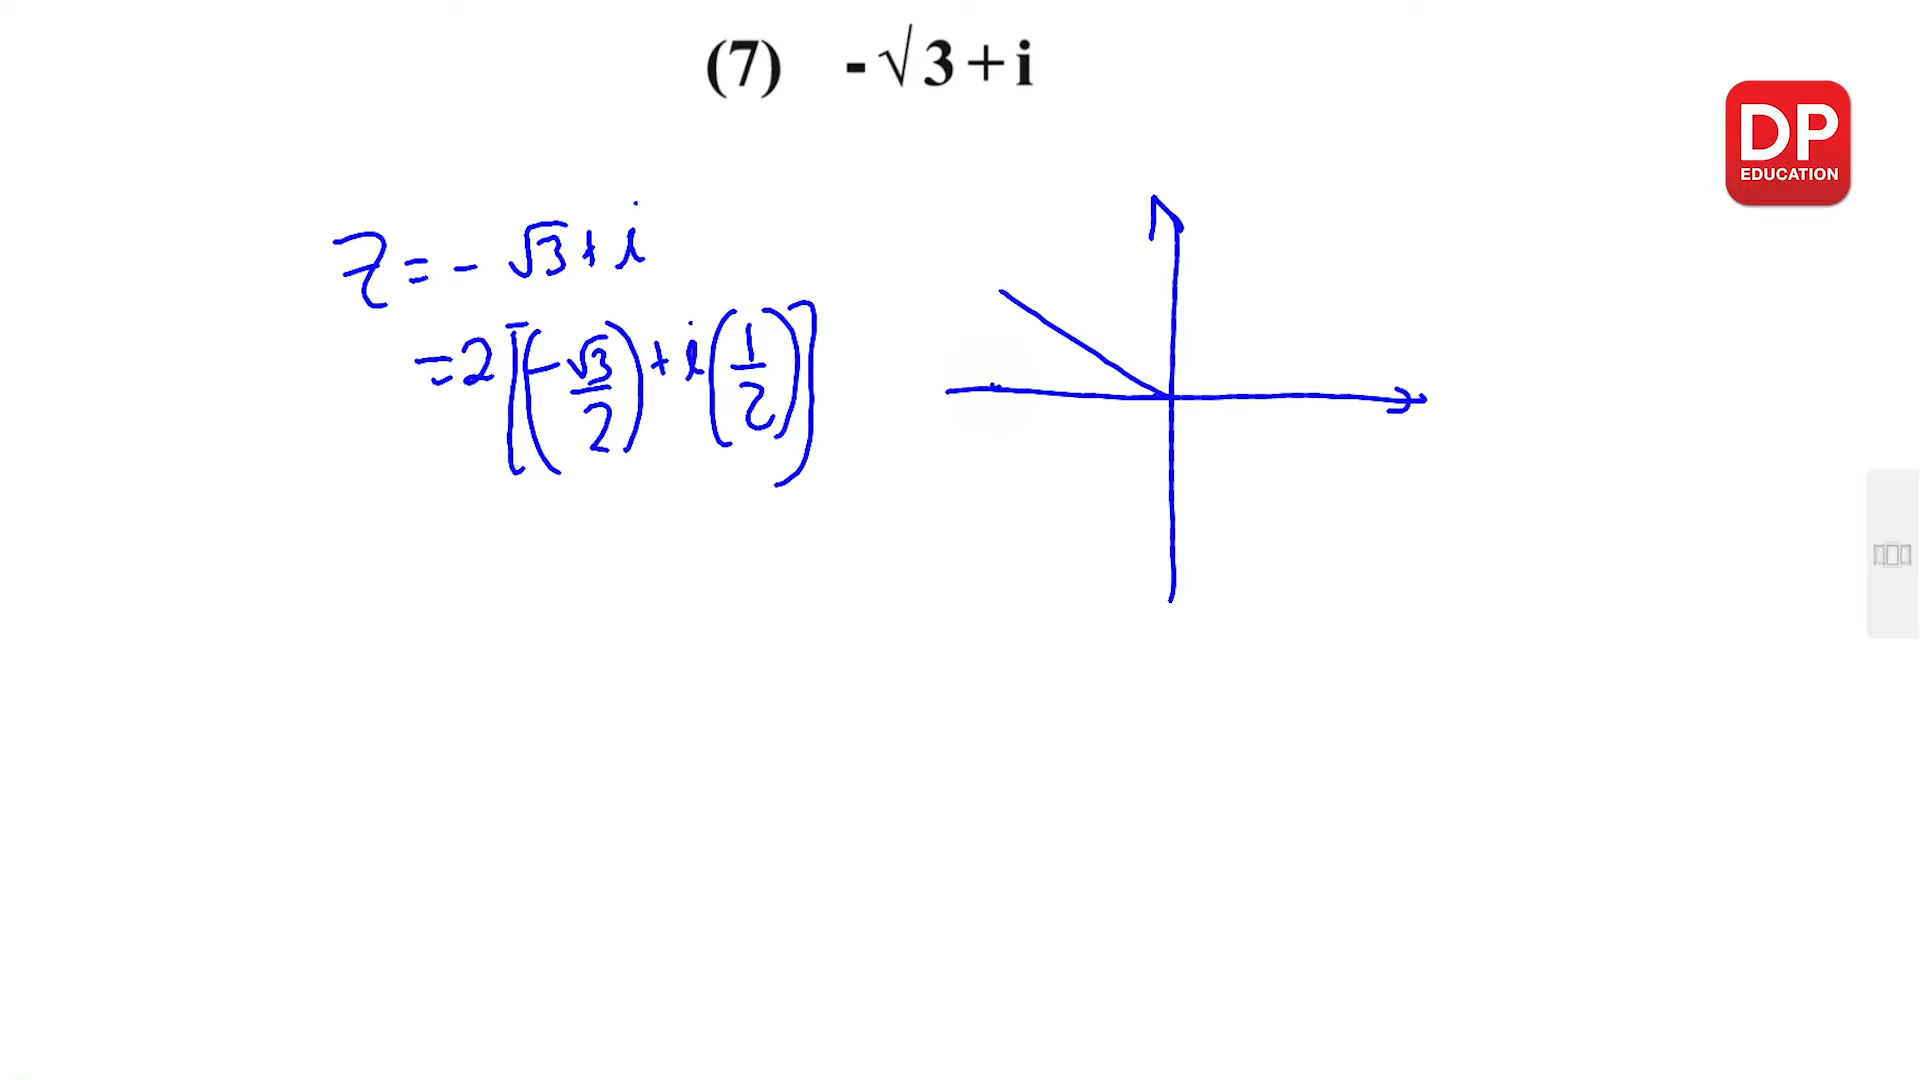 (7) -√3+i
DP
EDUCATION
z = - √3 + i
= 2 [(-√3/2) + i(1/2)]